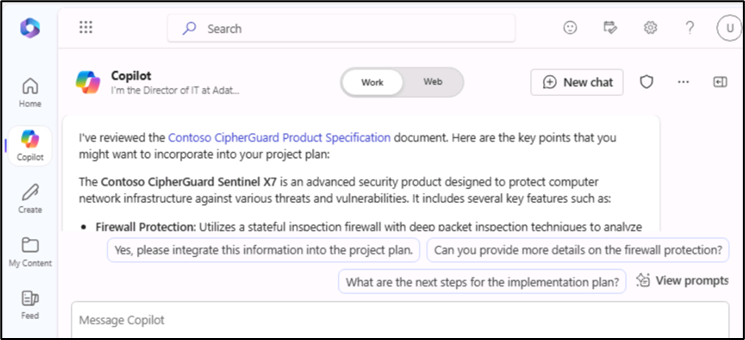 Search
U
Copilot
I'm the Director of IT at Adat...
Work
Web
New chat
Home
Copilot
Create
My Content
Feed
I've reviewed the Contoso CipherGuard Product Specification document. Here are the key points that you
might want to incorporate into your project plan:
The Contoso CipherGuard Sentinel X7 is an advanced security product designed to protect computer
network infrastructure against various threats and vulnerabilities. It includes several key features such as:
• Firewall Protection: Utilizes a stateful inspection firewall with deep packet inspection techniques to analyze
Yes, please integrate this information into the project plan.
Can you provide more details on the firewall protection?
What are the next steps for the implementation plan?
View prompts
Message Copilot